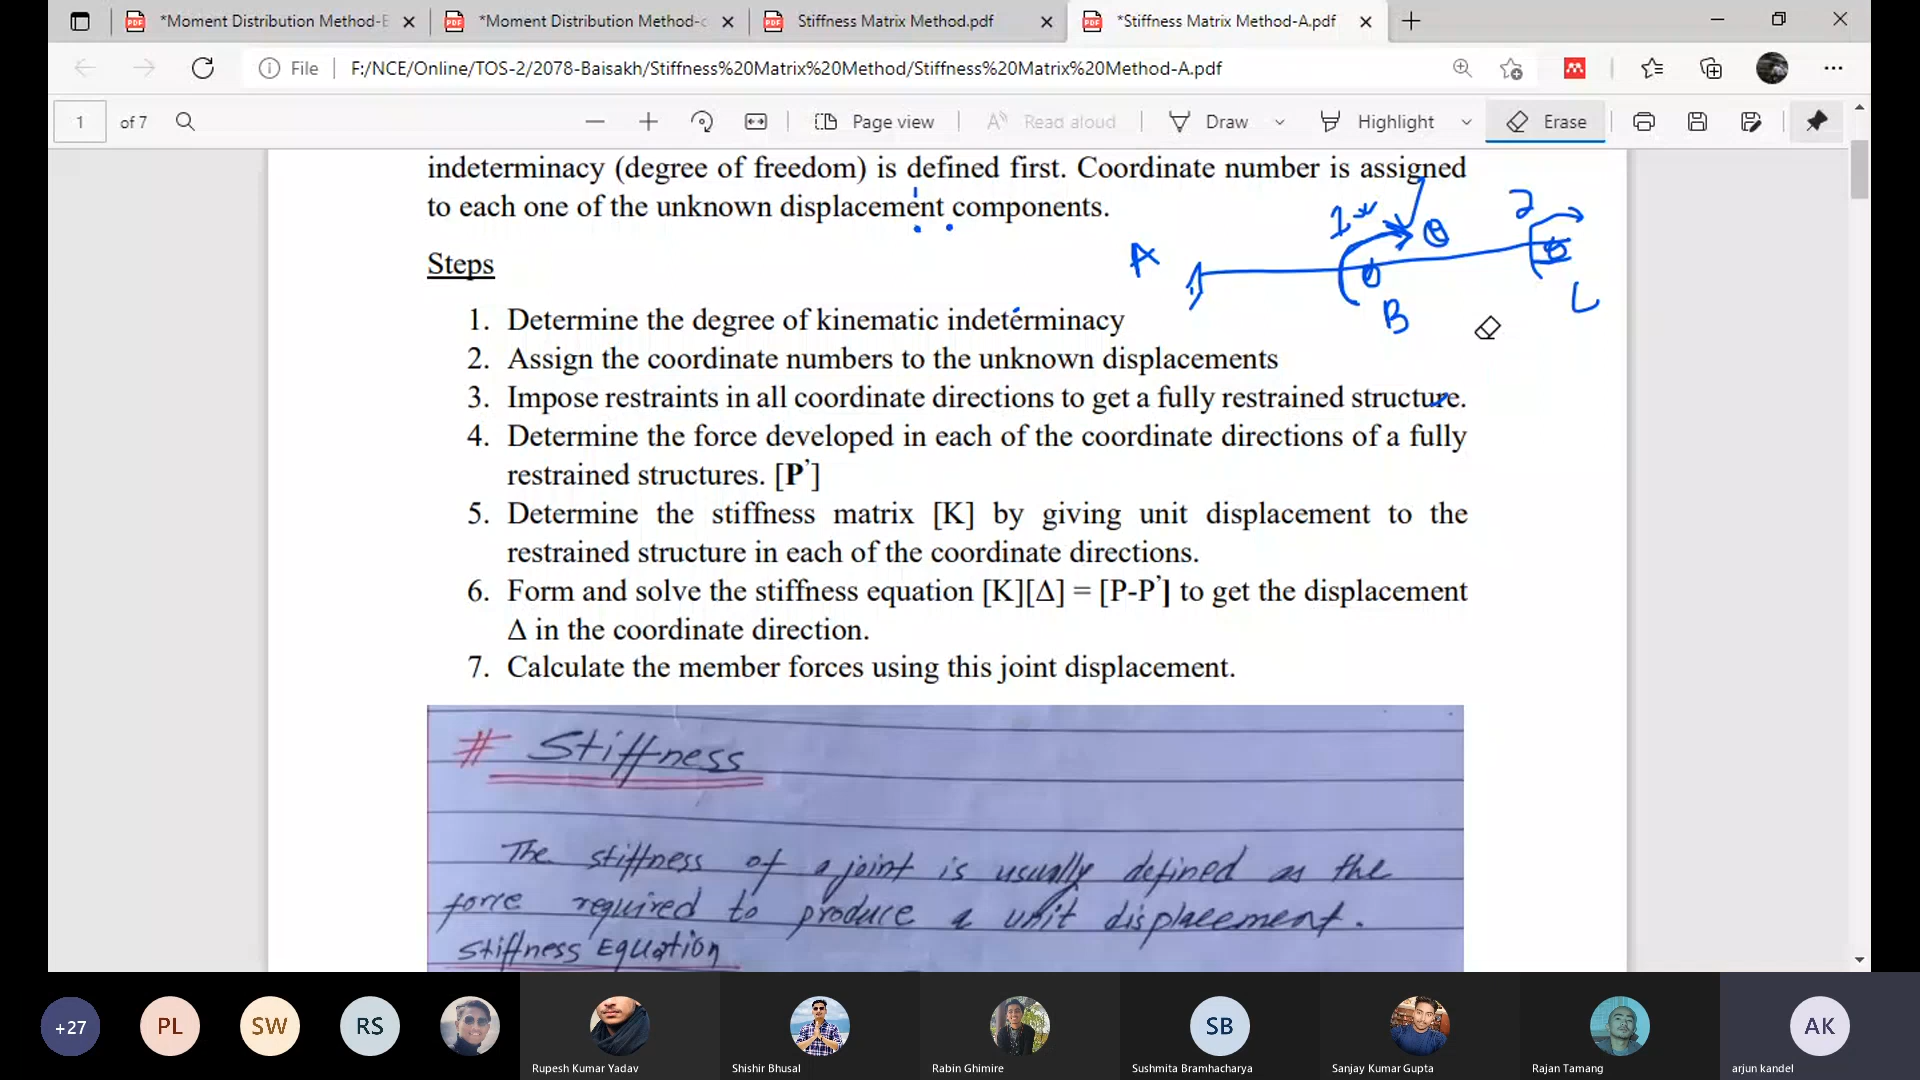 *Moment Distribution Method-E
*Moment Distribution Method-c
Stiffness Matrix Method.pdf
*Stiffness Matrix Method-A.pdf
File
F:/NCE/Online/TOS-2/2078-Baisakh/Stiffness%20Matrix%20Method/Stiffness%20Matrix%20Method-A.pdf
1 of 7
Page view
Read aloud
Draw
Highlight
Erase
indeterminacy (degree of freedom) is defined first. Coordinate number is assigned
to each one of the unknown displacement components.
A
1
θ
B
2
Steps
1. Determine the degree of kinematic indeterminacy
2. Assign the coordinate numbers to the unknown displacements
3. Impose restraints in all coordinate directions to get a fully restrained structure.
4. Determine the force developed in each of the coordinate directions of a fully
restrained structures. [P’]
5. Determine the stiffness matrix [K] by giving unit displacement to the
restrained structure in each of the coordinate directions.
6. Form and solve the stiffness equation [K][Δ] = [P-P’] to get the displacement
Δ in the coordinate direction.
7. Calculate the member forces using this joint displacement.
# Stiffness
The stiffness of a joint is usually defined as the
force required to produce a unit displacement.
Stiffness Equation
+27
PL
SW
RS
SB
AK
Rupesh Kumar Yadav
Shishir Bhusal
Rabin Ghimire
Sushmita Bramhacharya
Sanjay Kumar Gupta
Rajan Tamang
arjun kandel